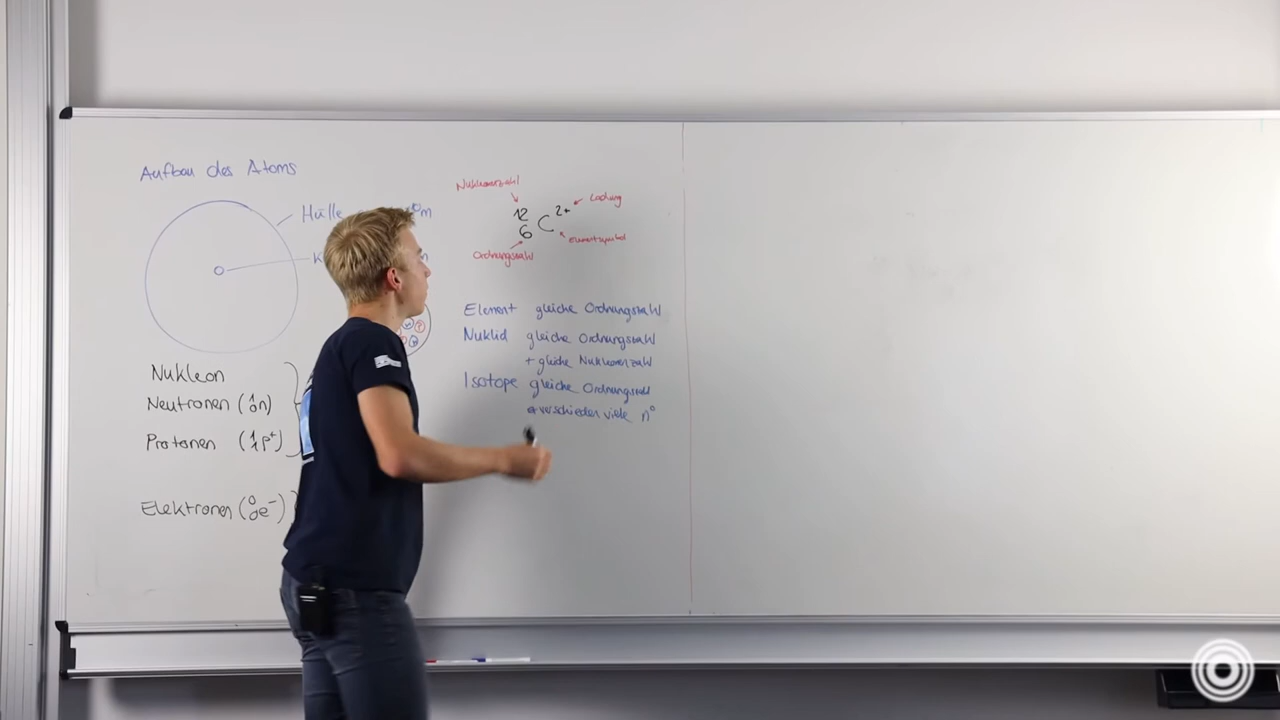 Aufbau des Atoms
Hülle
m
Nukleon
Neutronen (¹₀n)
Protonen (¹₁p⁺)
Elektronen (⁰₀e⁻)
Nukleonenzahl
Ladung
12
6
C
2+
Elementsymbol
Ordnungszahl
Element gleiche Ordnungszahl
Nuklid gleiche Ordnungszahl
+ gleiche Nukleonenzahl
Isotope gleiche Ordnungszahl
verschieden viele n⁰